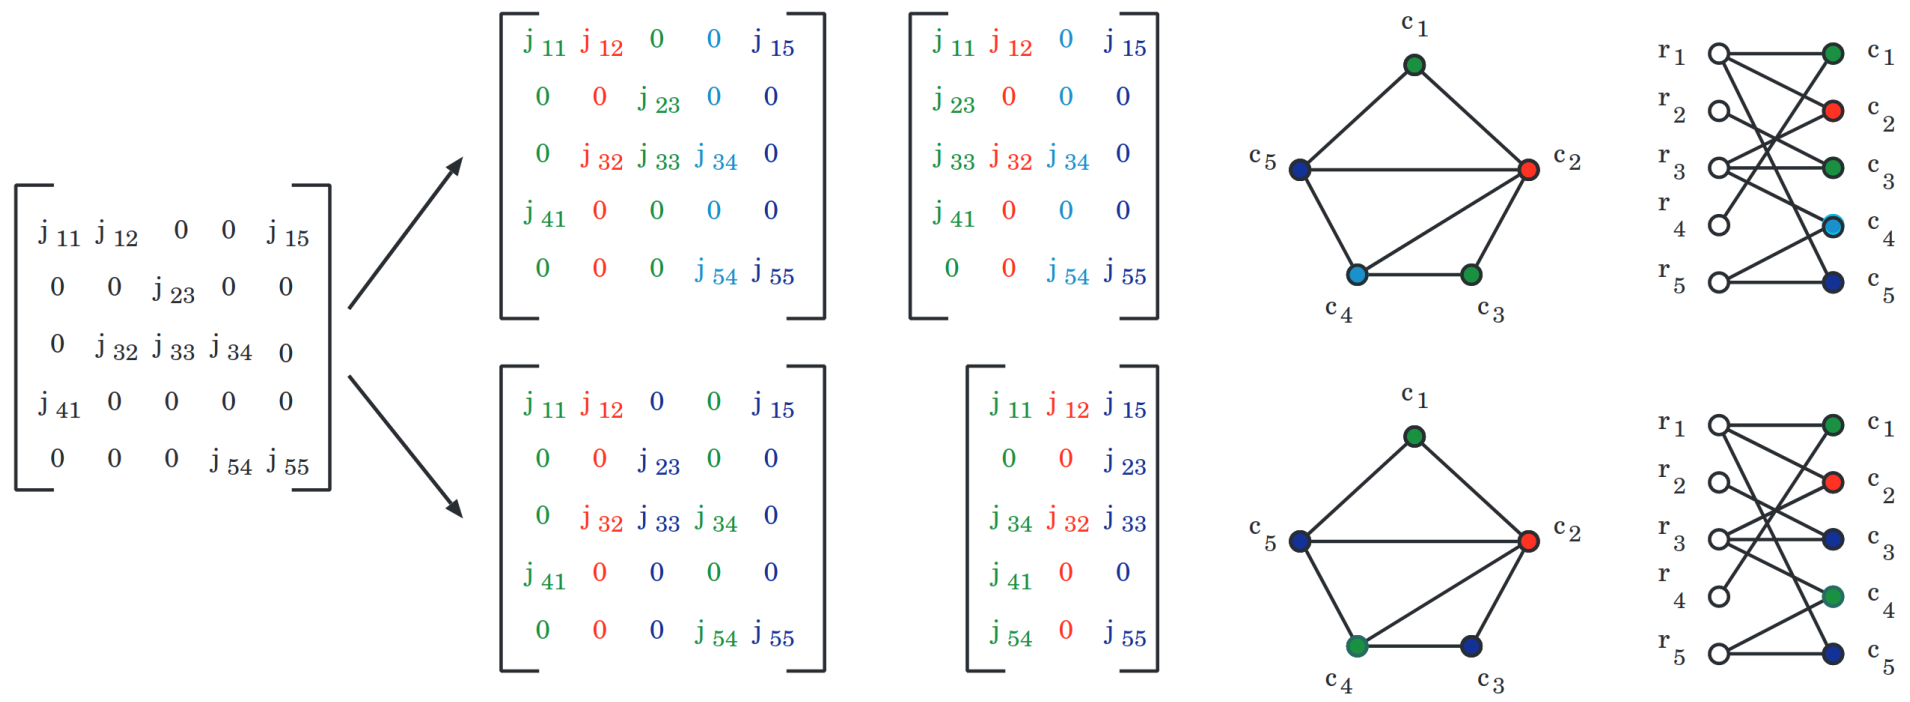 j 11 j 12 0 0 j 15
0 0 j 23 0 0
0 j 32 j 33 j 34 0
j 41 0 0 0 0
0 0 0 j 54 j 55
j 11 j 12 0 0 j 15
0 0 j 23 0 0
0 j 32 j 33 j 34 0
j 41 0 0 0 0
0 0 0 j 54 j 55
j 11 j 12 0 j 15
j 23 0 0 0
j 33 j 32 j 34 0
j 41 0 0 0
0 0 j 54 j 55
c 1
c 5 c 2
c 4 c 3
r 1 c 1
r 2 c 2
r 3 c 3
r 4 c 4
r 5 c 5
j 11 j 12 0 0 j 15
0 0 j 23 0 0
0 j 32 j 33 j 34 0
j 41 0 0 0 0
0 0 0 j 54 j 55
j 11 j 12 j 15
0 0 j 23
j 34 j 32 j 33
j 41 0 0
j 54 0 j 55
c 1
c 5 c 2
c 4 c 3
r 1 c 1
r 2 c 2
r 3 c 3
r 4 c 4
r 5 c 5